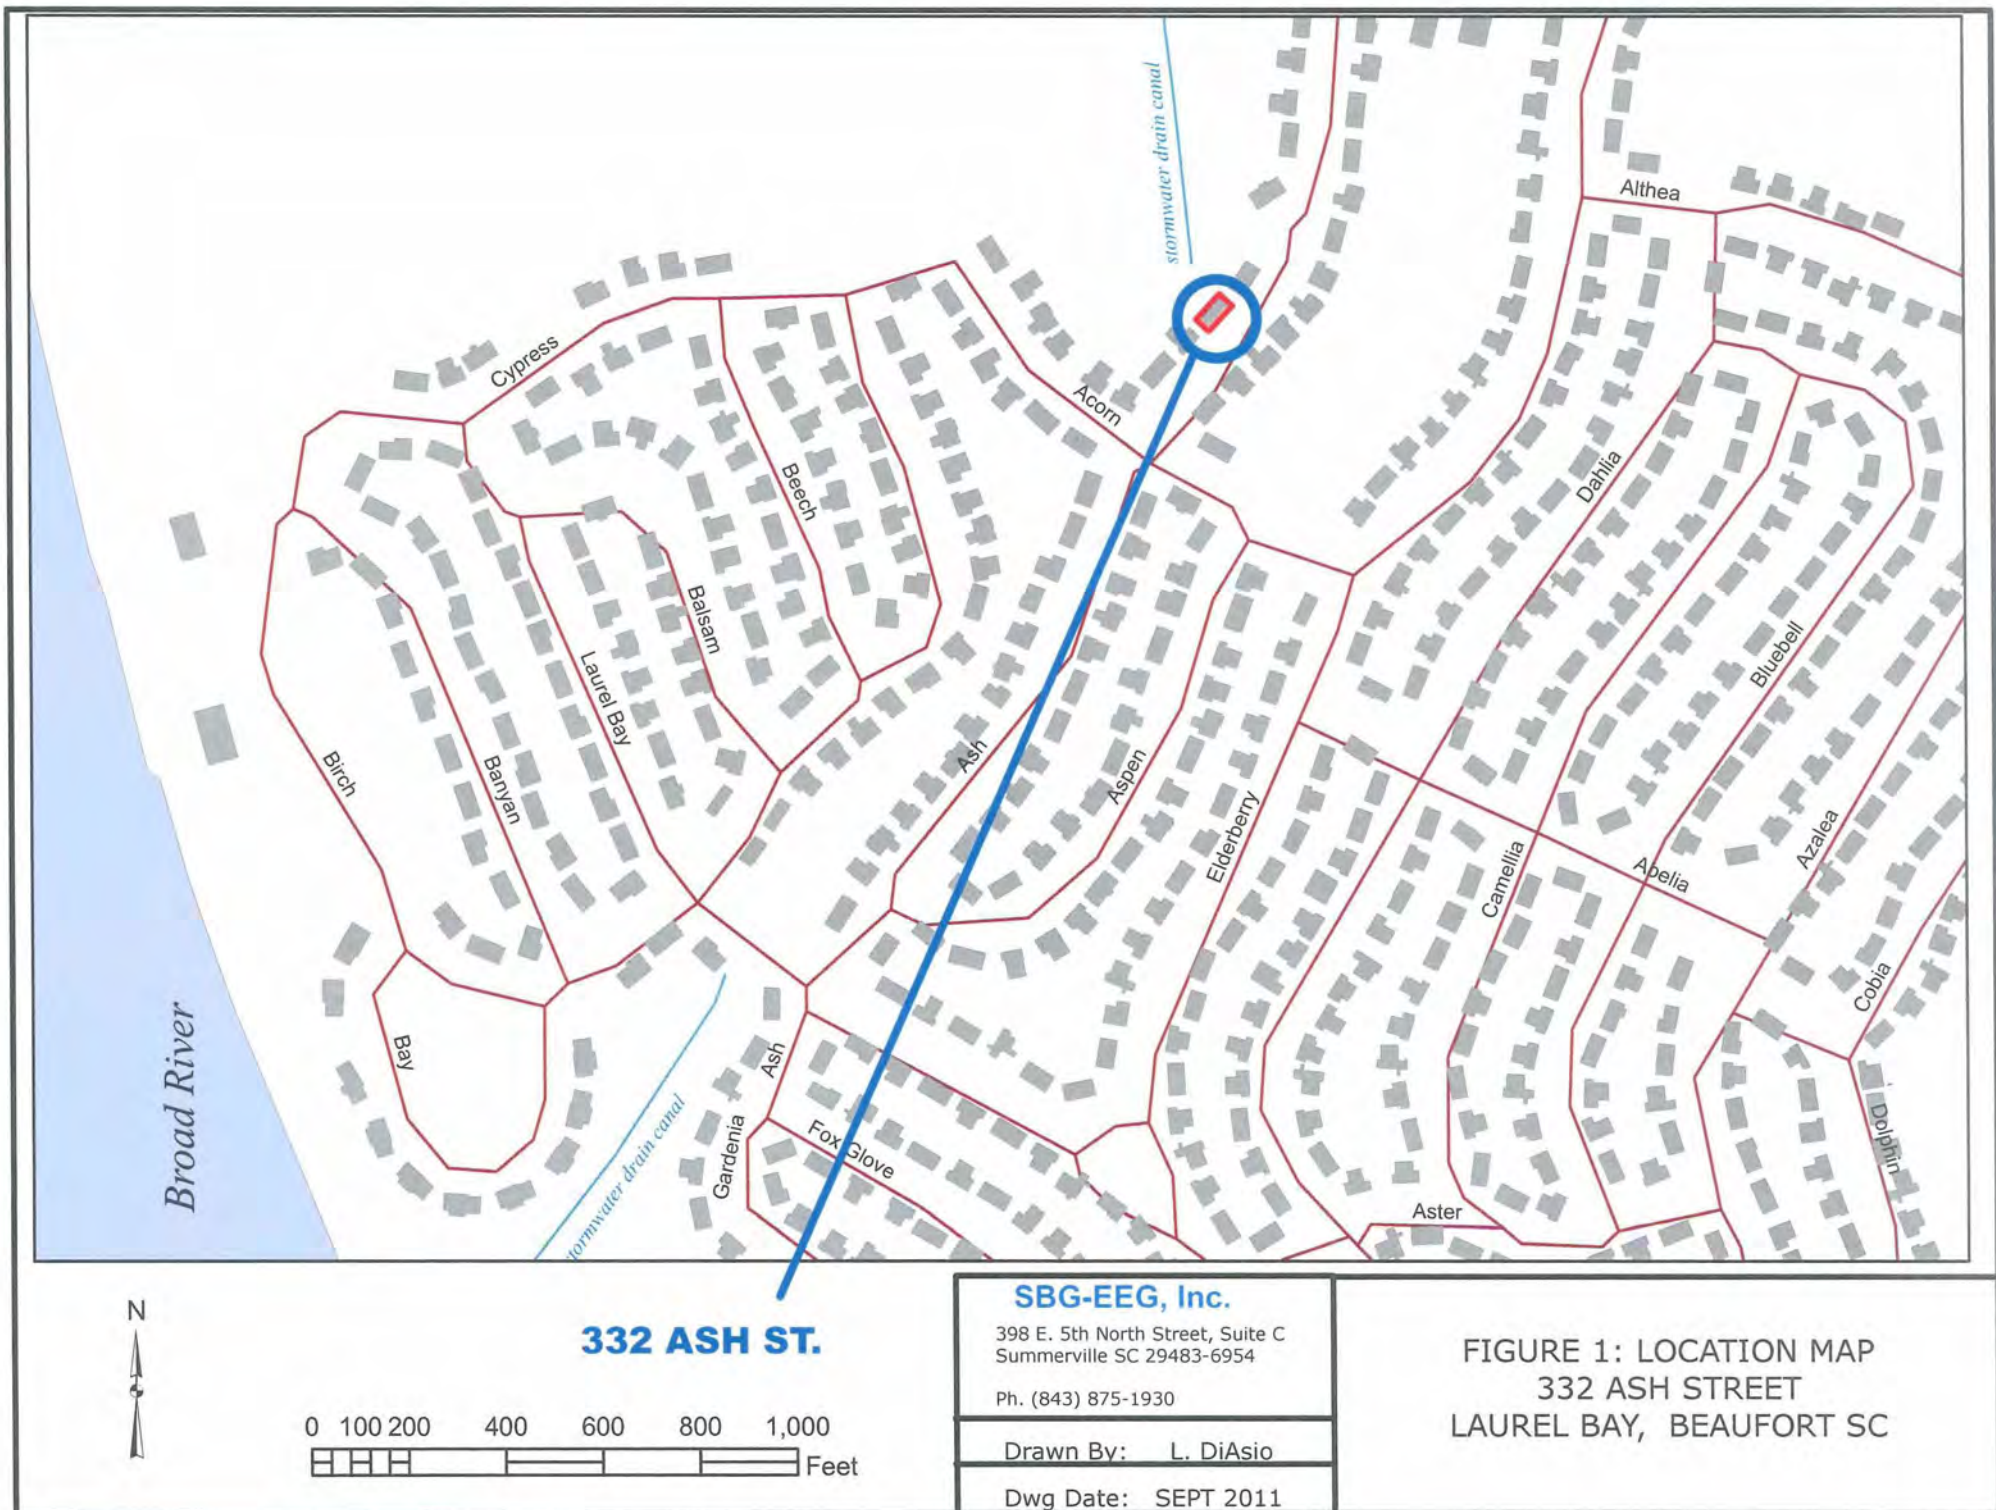 stormwater drain canal
Althea
Cypress
Acorn
Beech
Dahlia
Balsam
Laurel Bay
Bluebell
Birch
Banyan
Ash
Aspen
Elderberry
Camellia
Abelia
Azalea
Cobia
Broad River
Bay
Ash
stormwater drain canal
Gardenia
Fox Glove
Dolphin
Aster
N
332 ASH ST.
0 100 200 400 600 800 1,000
Feet
SBG-EEG, Inc.
398 E. 5th North Street, Suite C
Summerville SC 29483-6954
Ph. (843) 875-1930
Drawn By: L. DiAsio
Dwg Date: SEPT 2011
FIGURE 1: LOCATION MAP
332 ASH STREET
LAUREL BAY, BEAUFORT SC